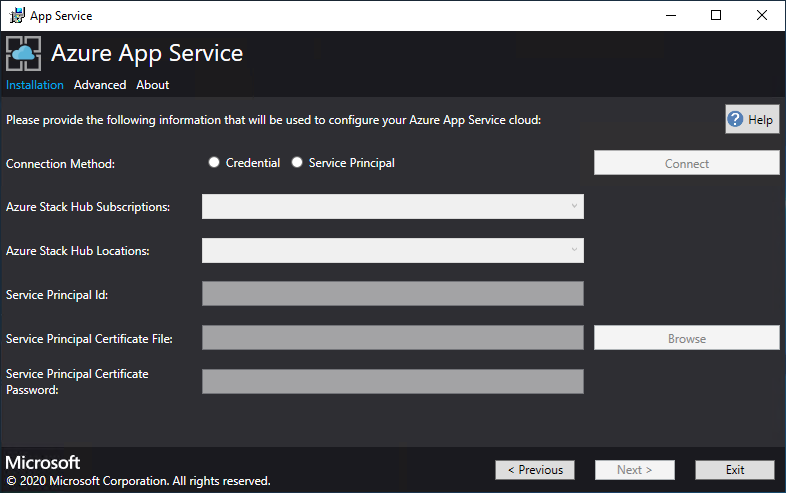 App Service
Azure App Service
Installation Advanced About
Please provide the following information that will be used to configure your Azure App Service cloud:
? Help
Connection Method:
Credential
Service Principal
Connect
Azure Stack Hub Subscriptions:
Azure Stack Hub Locations:
Service Principal Id:
Service Principal Certificate File:
Browse
Service Principal Certificate
Password:
Microsoft
© 2020 Microsoft Corporation. All rights reserved.
< Previous
Next >
Exit